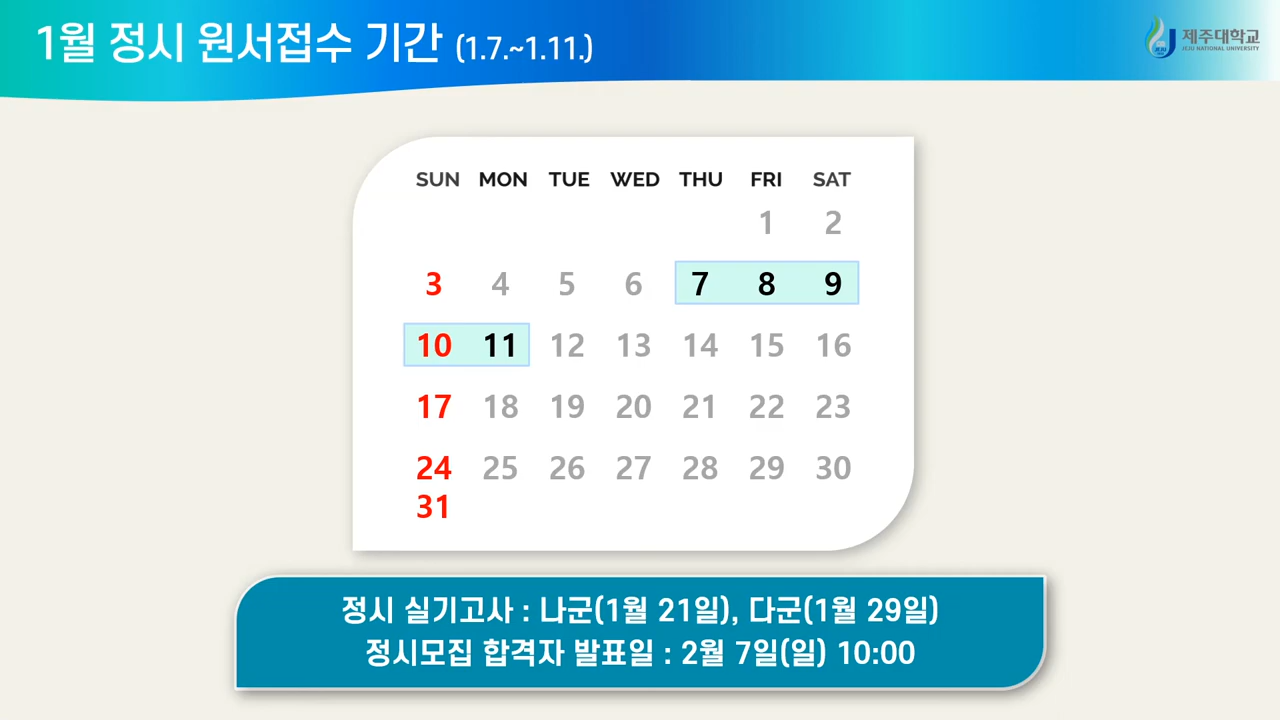 1월 정시 원서접수 기간 (1.7.~1.11.)
제주대학교
JEJU NATIONAL UNIVERSITY
SUN MON TUE WED THU FRI SAT
1 2
3 4 5 6 7 8 9
10 11 12 13 14 15 16
17 18 19 20 21 22 23
24 25 26 27 28 29 30
31
정시 실기고사 : 나군(1월 21일), 다군(1월 29일)
정시모집 합격자 발표일 : 2월 7일(일) 10:00